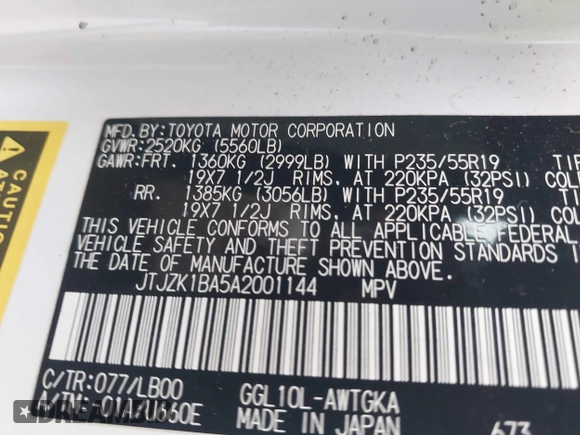 MFD. BY: TOYOTA MOTOR CORPORATION
GVWR: 2520KG (5560LB)
GAWR: FRT. 1360KG (2999LB) WITH P235/55R19
19X7 1/2J RIMS, AT 220KPA (32PSI) COL
RR. 1385KG (3056LB) WITH P235/55R19
19X7 1/2J RIMS, AT 220KPA (32PSI) COL
THIS VEHICLE CONFORMS TO ALL APPLICABLE FEDERAL
VEHICLE SAFETY AND THEFT PREVENTION STANDARDS I
THE DATE OF MANUFACTURE SHOWN ABOVE.
JTJZK1BA5A2001144 MPV
C/TR: 077/LB00 GGL10L-AWTGKA
MADE IN JAPAN 673
CAUTI